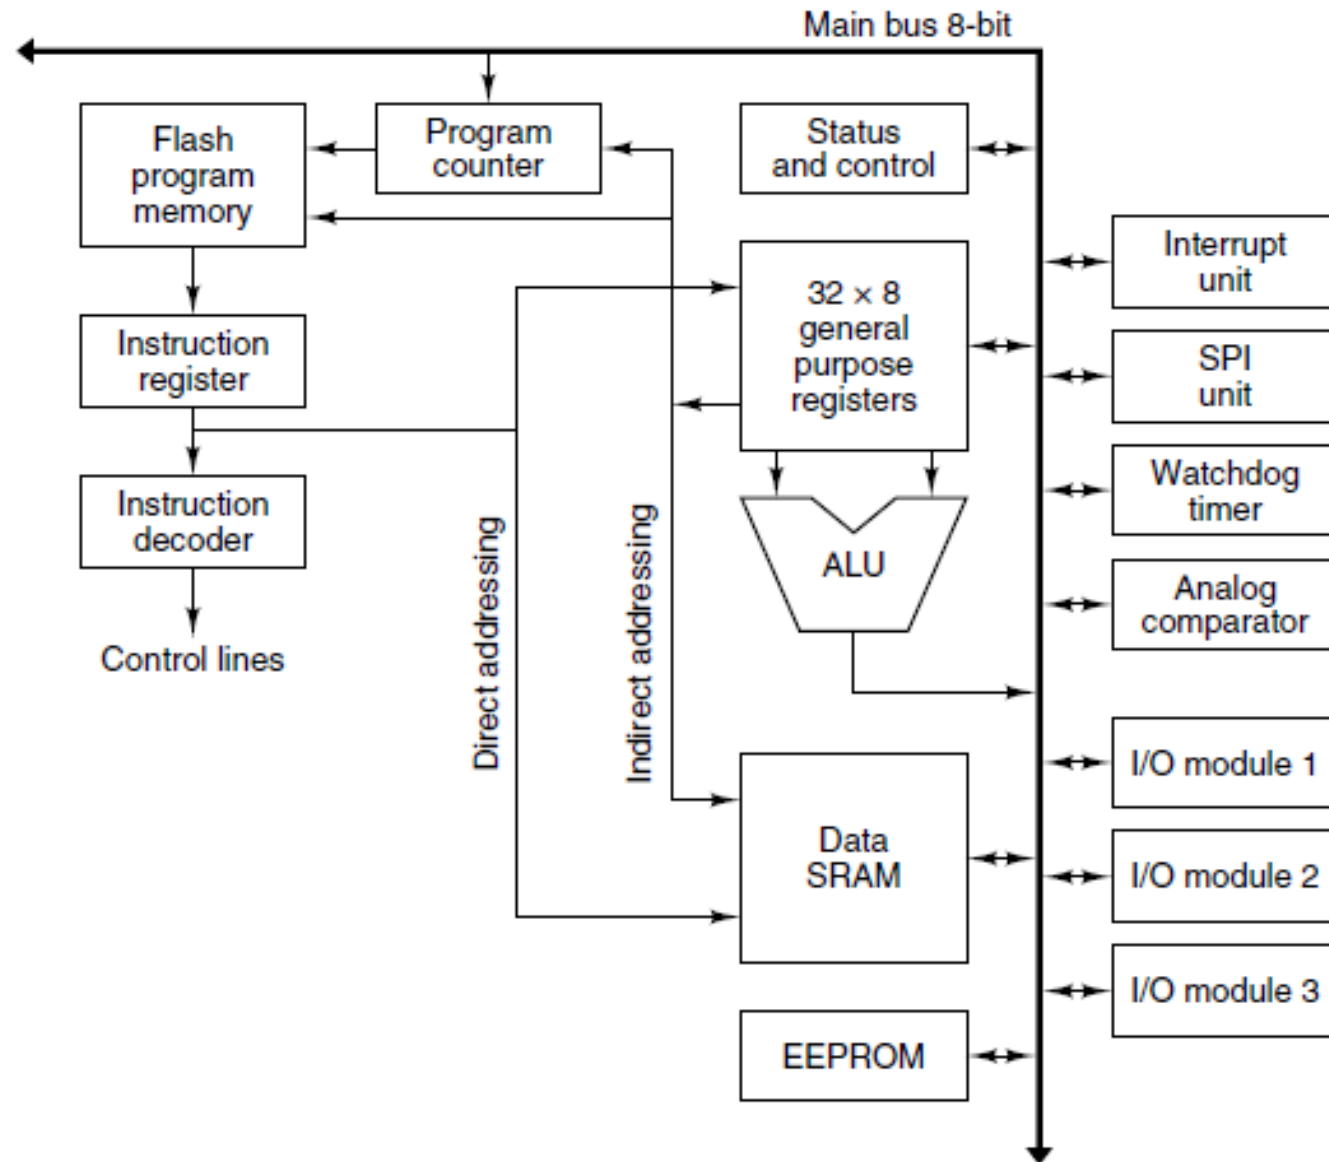 Main bus 8-bit
Flash
program
memory
Program
counter
Status
and control
Interrupt
unit
32 × 8
general
purpose
registers
Instruction
register
SPI
unit
Instruction
decoder
Watchdog
timer
ALU
Analog
comparator
Control lines
Direct addressing
Indirect addressing
I/O module 1
Data
SRAM
I/O module 2
I/O module 3
EEPROM